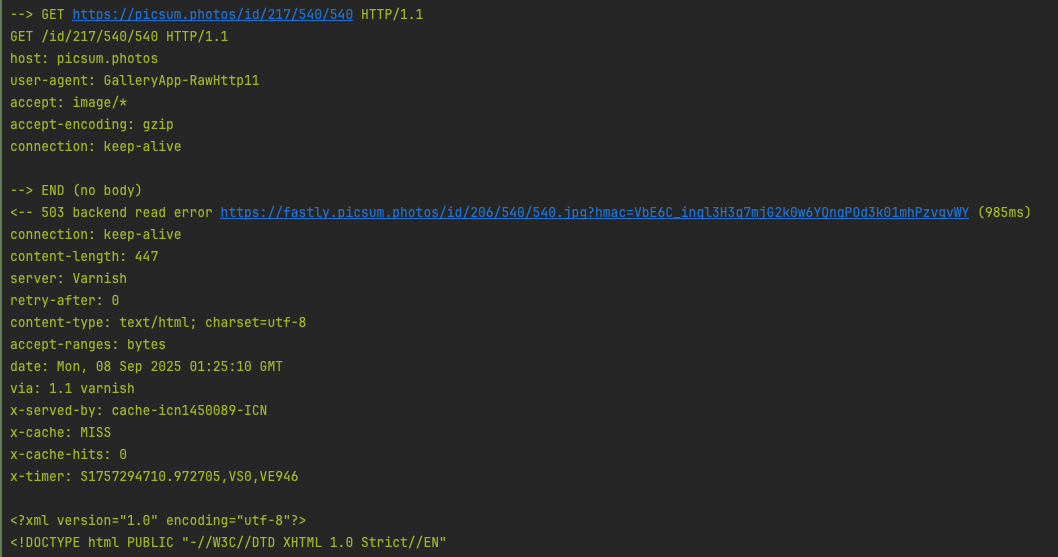 --> GET https://picsum.photos/id/217/540/540 HTTP/1.1
GET /id/217/540/540 HTTP/1.1
host: picsum.photos
user-agent: GalleryApp-RawHttp11
accept: image/*
accept-encoding: gzip
connection: keep-alive
--> END (no body)
<-- 503 backend read error https://fastly.picsum.photos/id/206/540/540.jpg?hmac=VbE6C_inql3H3q7mjG2k0w6YQnqPOd3k01mhPzvqvWY (985ms)
connection: keep-alive
content-length: 447
server: Varnish
retry-after: 0
content-type: text/html; charset=utf-8
accept-ranges: bytes
date: Mon, 08 Sep 2025 01:25:10 GMT
via: 1.1 varnish
x-served-by: cache-icn1450089-ICN
x-cache: MISS
x-cache-hits: 0
x-timer: S1757294710.972705,VS0,VE946
<?xml version="1.0" encoding="utf-8"?>
<!DOCTYPE html PUBLIC "-//W3C//DTD XHTML 1.0 Strict//EN"